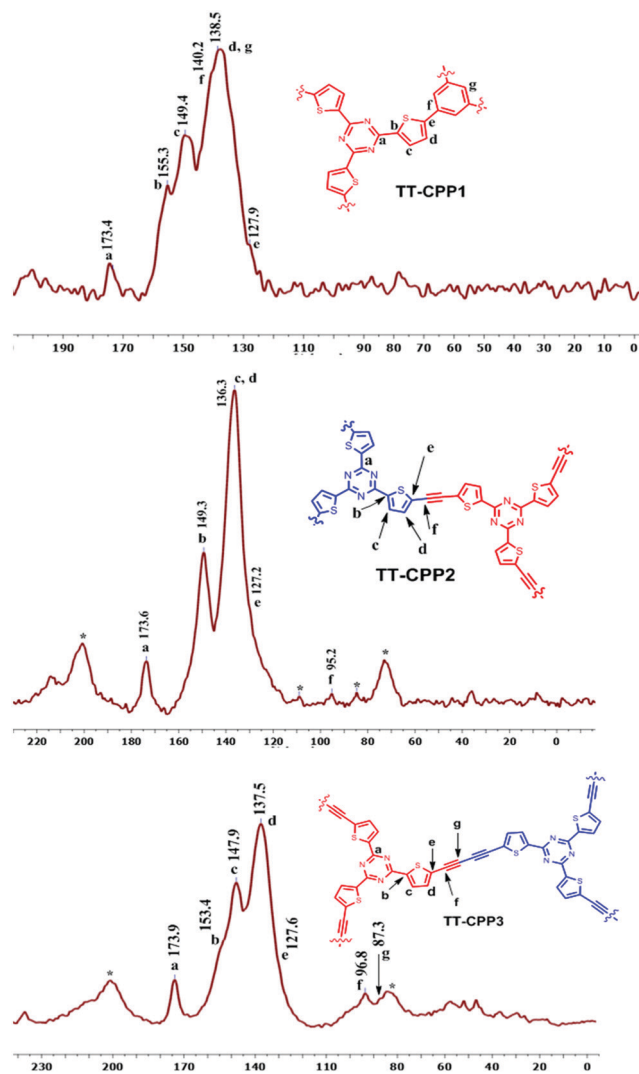 138.5
140.2
d, g
f
149.4
c
155.3
b
173.4
a
127.9
e
g
f
e
b
a
c
d
N
N
N
S
S
S
TT-CPP1
190 170 150 130 110 90 80 70 60 50 40 30 20 10 0
136.3
c, d
149.3
b
127.2
e
173.6
a
*
*
95.2
f
*
*
a
e
b
f
c
d
N
N
N
S
S
S
S
N
N
N
S
S
TT-CPP2
220 200 180 160 140 120 100 80 60 40 20 0
137.5
d
147.9
c
153.4
b
127.6
e
173.9
a
*
96.8
f
87.3
g
*
a
b
c
d
e
f
g
N
N
N
S
S
S
S
N
N
N
S
S
TT-CPP3
230 200 170 140 110 80 60 40 20 0